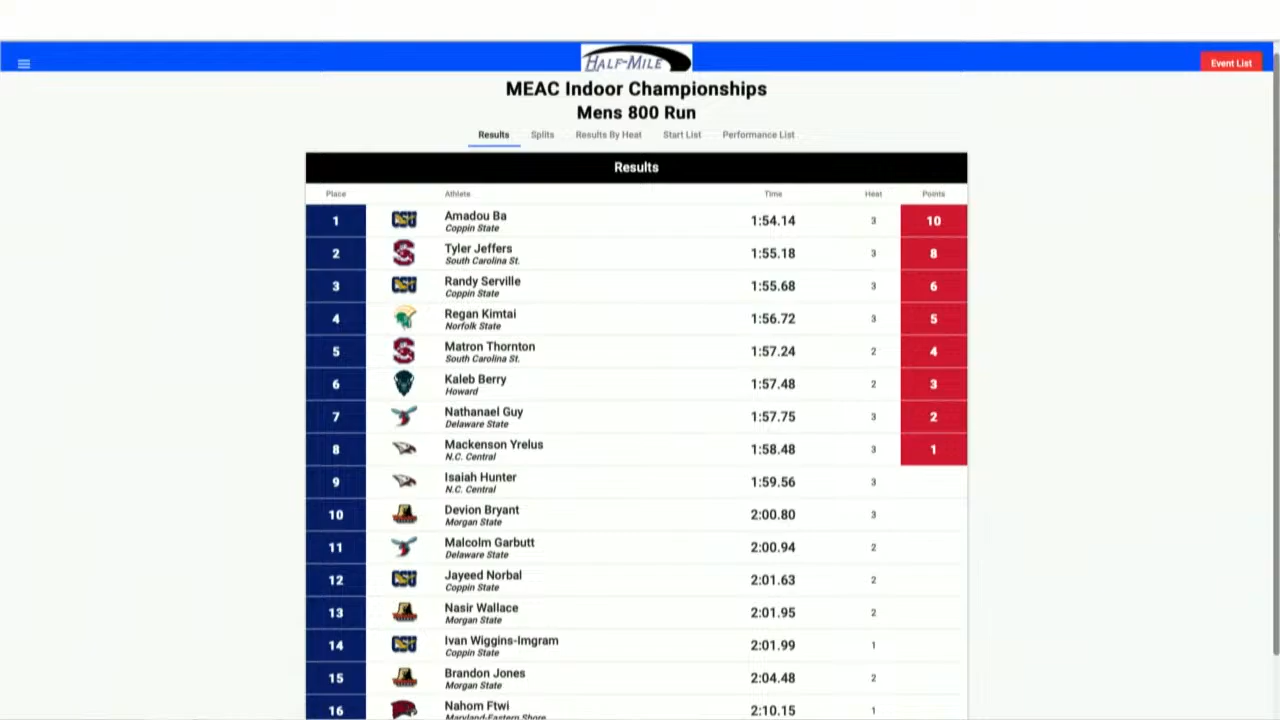 HALF-MILE
Event List
MEAC Indoor Championships
Mens 800 Run
Results Splits Results By Heat Start List Performance List
Results
Place Athlete Time Heat Points
1 CSU Amadou Ba 1:54.14 3 10
Coppin State
2 Tyler Jeffers 1:55.18 3 8
South Carolina St.
3 CSU Randy Serville 1:55.68 3 6
Coppin State
4 Regan Kimtai 1:56.72 3 5
Norfolk State
5 Matron Thornton 1:57.24 2 4
South Carolina St.
6 Kaleb Berry 1:57.48 2 3
Howard
7 Nathanael Guy 1:57.75 3 2
Delaware State
8 Mackenson Yrelus 1:58.48 3 1
N.C. Central
9 Isaiah Hunter 1:59.56 3
N.C. Central
10 Devion Bryant 2:00.80 3
Morgan State
11 Malcolm Garbutt 2:00.94 2
Delaware State
12 CSU Jayeed Norbal 2:01.63 2
Coppin State
13 Nasir Wallace 2:01.95 2
Morgan State
14 CSU Ivan Wiggins-Imgram 2:01.99 1
Coppin State
15 Brandon Jones 2:04.48 2
Morgan State
16 Nahom Ftwi 2:10.15 1
Maryland-Eastern Shore